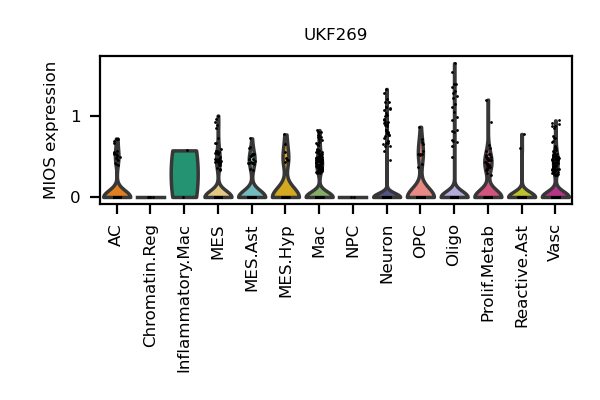 UKF269
MIOS expression
1
0
AC
Chromatin.Reg
Inflammatory.Mac
MES
MES.Ast
MES.Hyp
Mac
NPC
Neuron
OPC
Oligo
Prolif.Metab
Reactive.Ast
Vasc